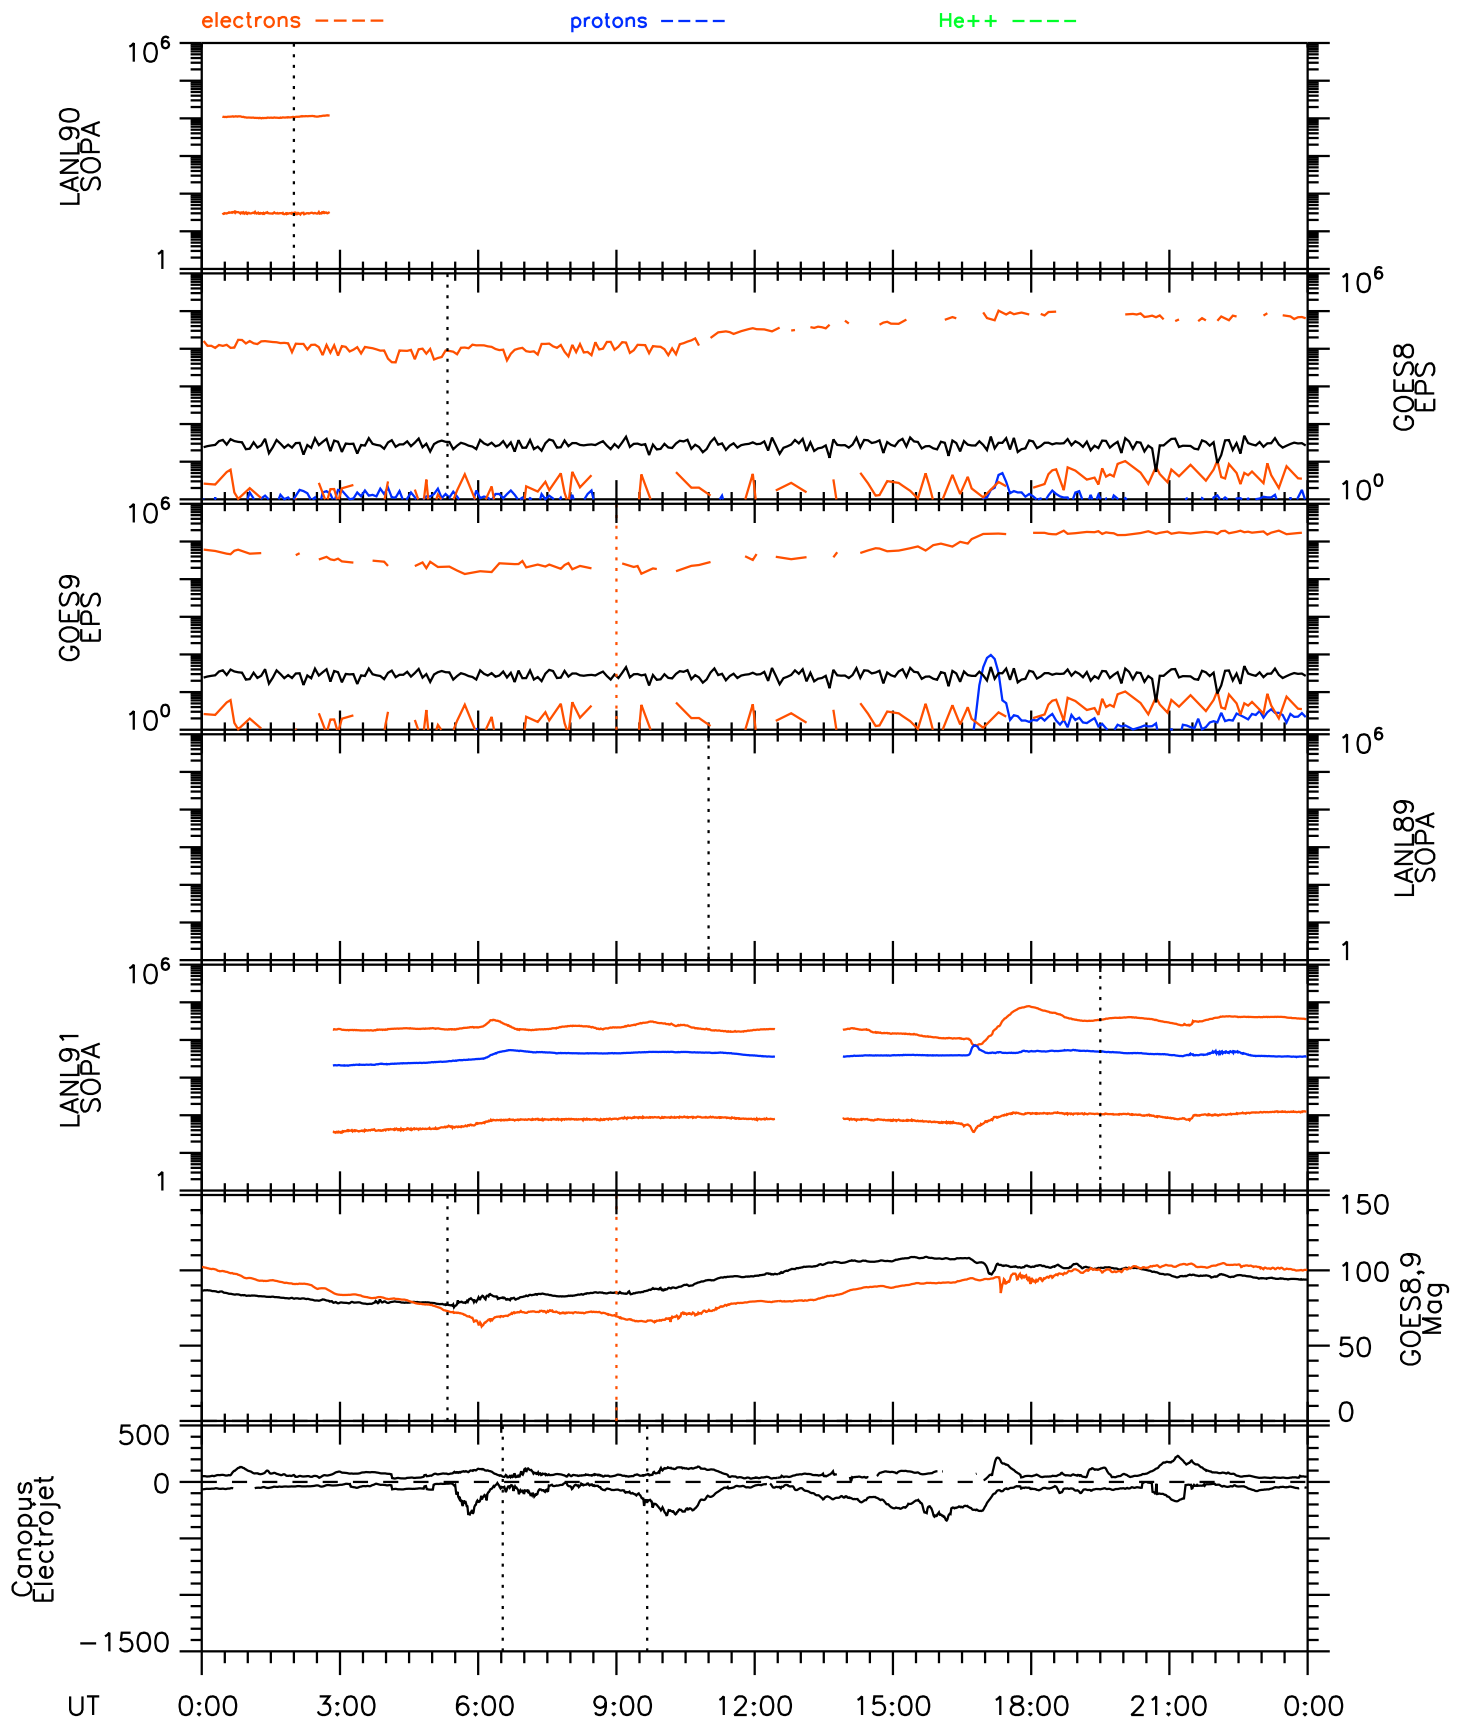 electrons protons He++
10⁶
LANL90
SOPA
1
10⁶
GOES8
EPS
10⁰
10⁶
GOES9
EPS
10⁰
10⁶
LANL89
SOPA
1
10⁶
LANL91
SOPA
1
150
100
GOES8,9
Mag
50
0
500
0
Canopus
Electrojet
-1500
UT 0:00 3:00 6:00 9:00 12:00 15:00 18:00 21:00 0:00